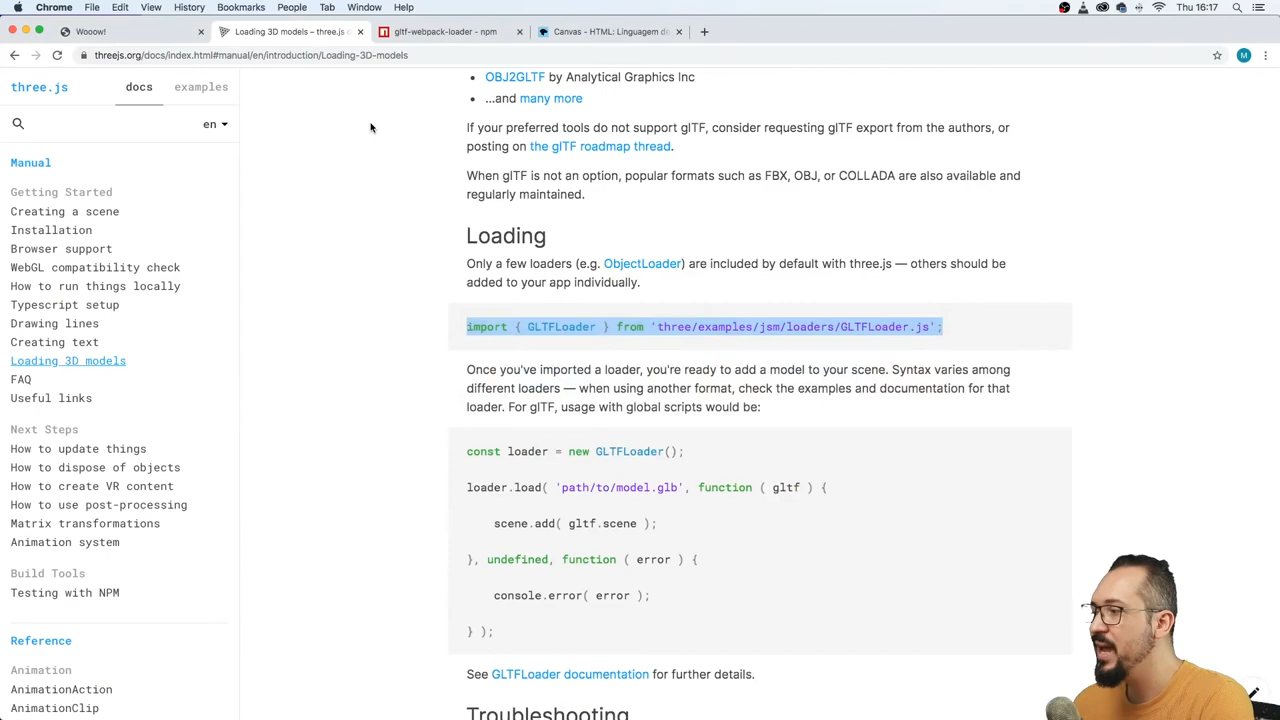 Chrome File Edit View History Bookmarks People Tab Window Help Thu 16:17
Wooow!
Loading 3D models – three.js d
gltf-webpack-loader - npm
Canvas - HTML: Linguagem de
threejs.org/docs/index.html#manual/en/introduction/Loading-3D-models
M
three.js docs examples
en
Manual
Getting Started
Creating a scene
Installation
Browser support
WebGL compatibility check
How to run things locally
Typescript setup
Drawing lines
Creating text
Loading 3D models
FAQ
Useful links
Next Steps
How to update things
How to dispose of objects
How to create VR content
How to use post-processing
Matrix transformations
Animation system
Build Tools
Testing with NPM
Reference
Animation
AnimationAction
AnimationClip
OBJ2GLTF by Analytical Graphics Inc
...and many more
If your preferred tools do not support glTF, consider requesting glTF export from the authors, or
posting on the glTF roadmap thread.
When glTF is not an option, popular formats such as FBX, OBJ, or COLLADA are also available and
regularly maintained.
Loading
Only a few loaders (e.g. ObjectLoader) are included by default with three.js — others should be
added to your app individually.
import { GLTFLoader } from 'three/examples/jsm/loaders/GLTFLoader.js';
Once you've imported a loader, you're ready to add a model to your scene. Syntax varies among
different loaders — when using another format, check the examples and documentation for that
loader. For glTF, usage with global scripts would be:
const loader = new GLTFLoader();
loader.load( 'path/to/model.glb', function ( gltf ) {
scene.add( gltf.scene );
}, undefined, function ( error ) {
console.error( error );
} );
See GLTFLoader documentation for further details.
Troubleshooting